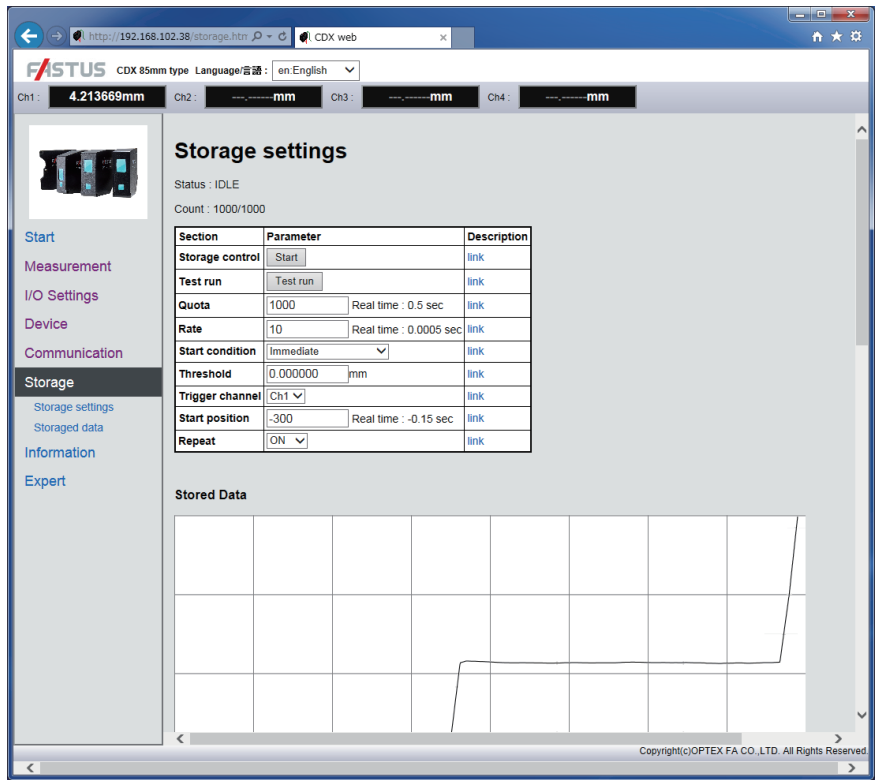 http://192.168.102.38/storage.htm
CDX web
FASTUS CDX 85mm type Language/言語 : en:English
Ch1 : 4.213669mm Ch2 : ---.------mm Ch3 : ---.------mm Ch4 : ---.------mm
Storage settings
Status : IDLE
Count : 1000/1000
Start
Measurement
I/O Settings
Device
Communication
Storage
Storage settings
Storaged data
Information
Expert
Section Parameter Description
Storage control Start link
Test run Test run link
Quota 1000 Real time : 0.5 sec link
Rate 10 Real time : 0.0005 sec link
Start condition Immediate link
Threshold 0.000000 mm link
Trigger channel Ch1 link
Start position -300 Real time : -0.15 sec link
Repeat ON link
Stored Data
Copyright(c)OPTEX FA CO.,LTD. All Rights Reserved.